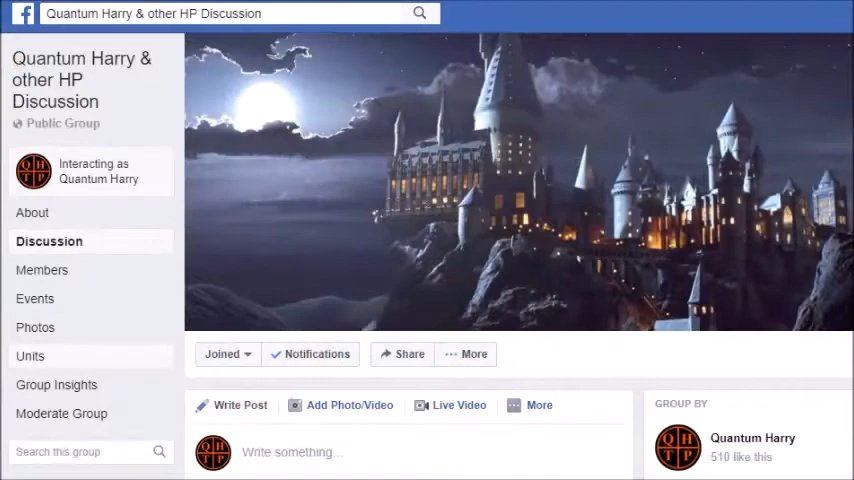 Quantum Harry & other HP Discussion
Quantum Harry &
other HP
Discussion
Public Group
Q H
T P
Interacting as
Quantum Harry
About
Discussion
Members
Events
Photos
Units
Group Insights
Moderate Group
Search this group
Joined
Notifications
Share
More
Write Post
Add Photo/Video
Live Video
More
Q H
T P
Write something...
GROUP BY
Q H
T P
Quantum Harry
510 like this